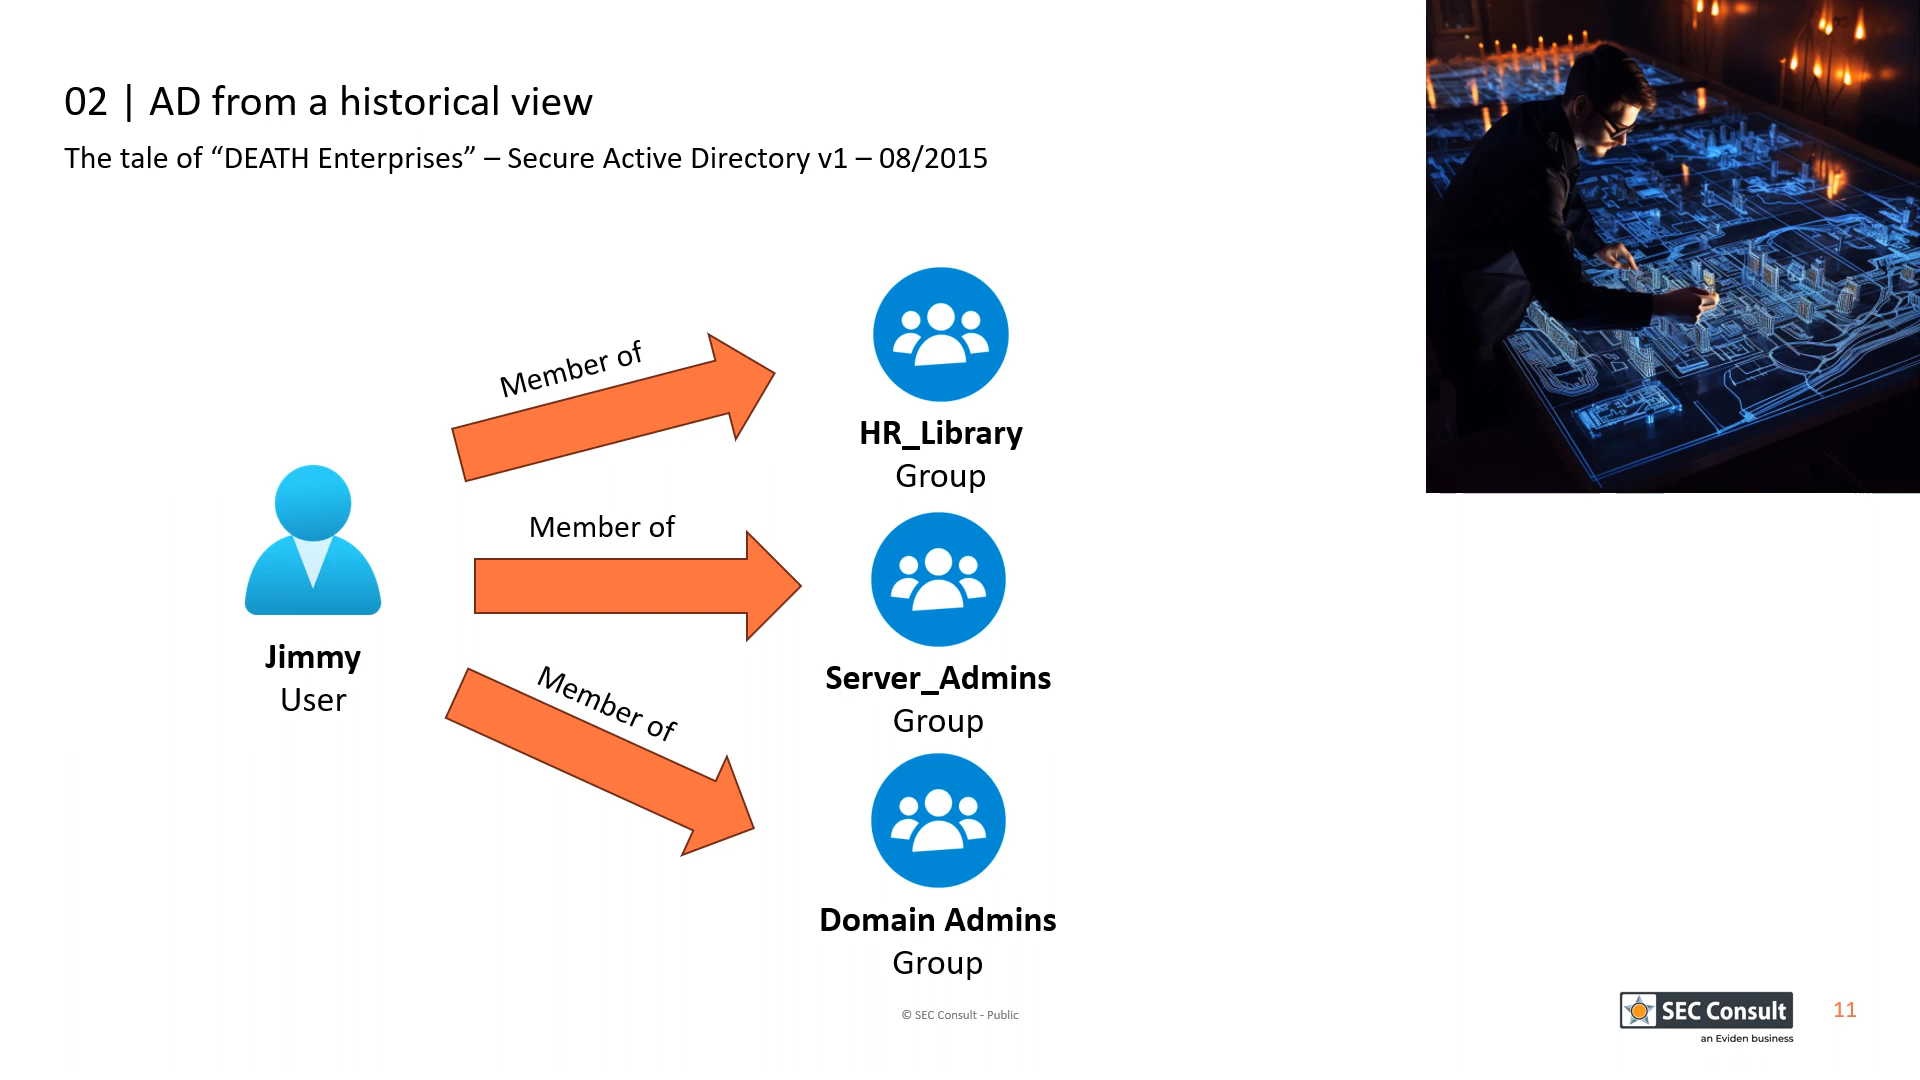 02 | AD from a historical view
The tale of “DEATH Enterprises” – Secure Active Directory v1 – 08/2015
Member of
HR_Library
Group
Member of
Jimmy
User
Server_Admins
Group
Member of
Domain Admins
Group
© SEC Consult - Public
SEC Consult
an Eviden business
11